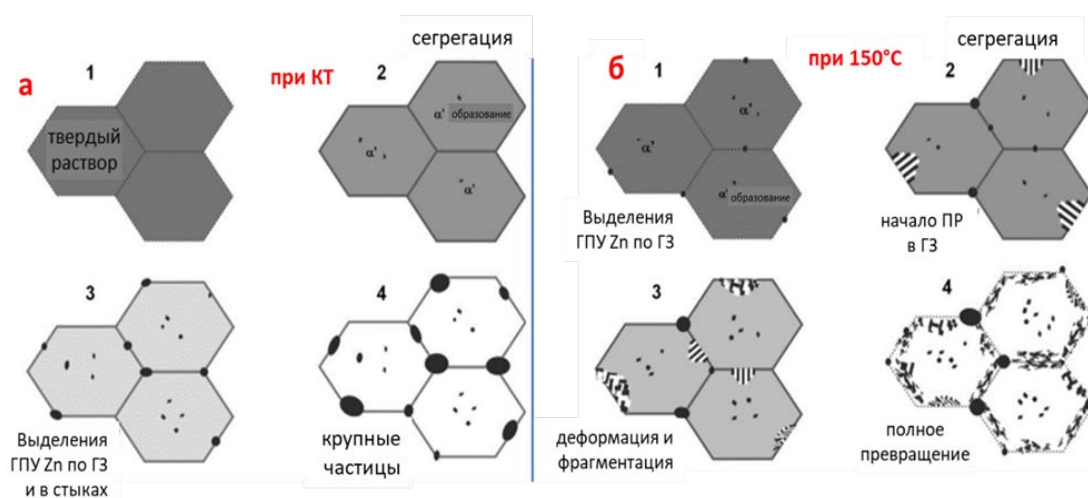 а
1
при КТ
сегрегация
2
твердый
раствор
α' образование
α'
α'
3
Выделения
ГПУ Zn по ГЗ
и в стыках
4
крупные
частицы
б
1
при 150°С
сегрегация
2
α'
α'
α' образование
Выделения
ГПУ Zn по ГЗ
начало ПР
в ГЗ
3
деформация и
фрагментация
4
полное
превращение